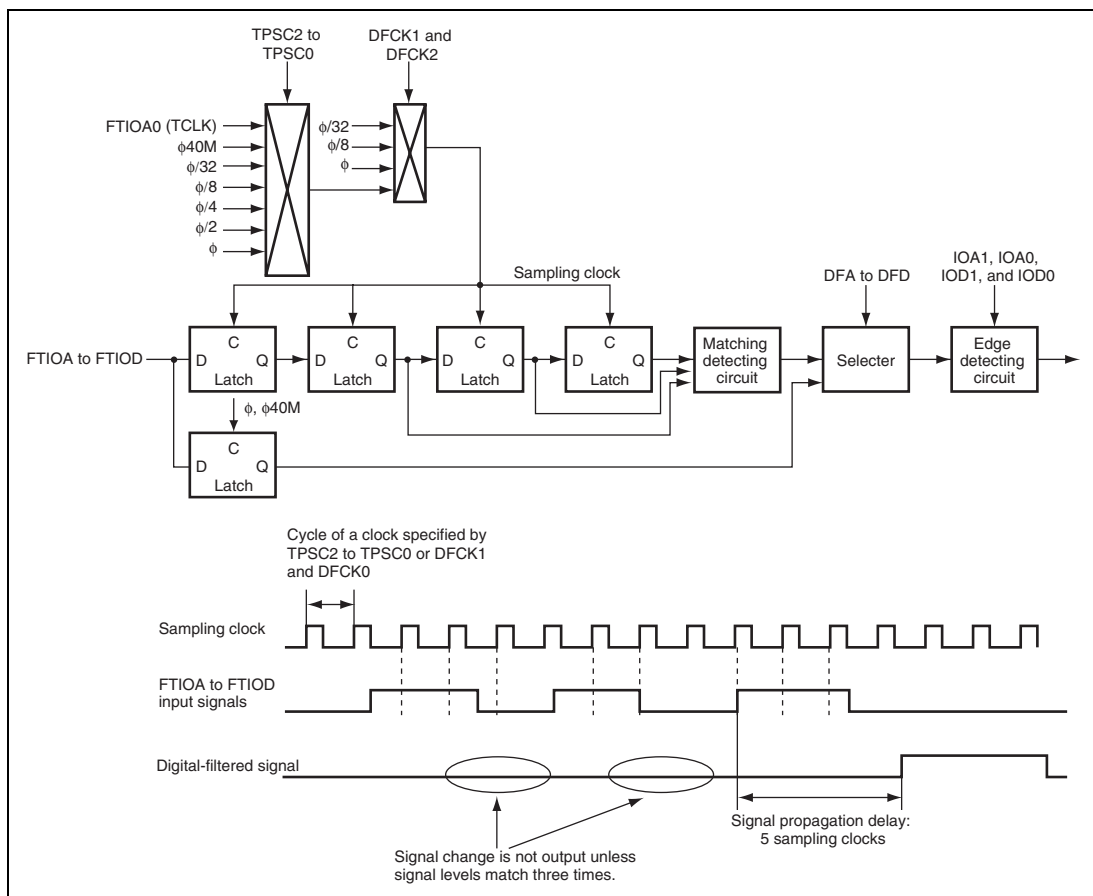 TPSC2 to
TPSC0
DFCK1 and
DFCK2
FTIOA0 (TCLK)
ϕ40M
ϕ/32
ϕ/8
ϕ/4
ϕ/2
ϕ
ϕ/32
ϕ/8
ϕ
Sampling clock
DFA to DFD
IOA1, IOA0,
IOD1, and IOD0
FTIOA to FTIOD
C
D Q
Latch
C
D Q
Latch
C
D Q
Latch
C
D Q
Latch
Matching
detecting
circuit
Selecter
Edge
detecting
circuit
ϕ, ϕ40M
C
D Q
Latch
Cycle of a clock specified by
TPSC2 to TPSC0 or DFCK1
and DFCK0
Sampling clock
FTIOA to FTIOD
input signals
Digital-filtered signal
Signal change is not output unless
signal levels match three times.
Signal propagation delay:
5 sampling clocks